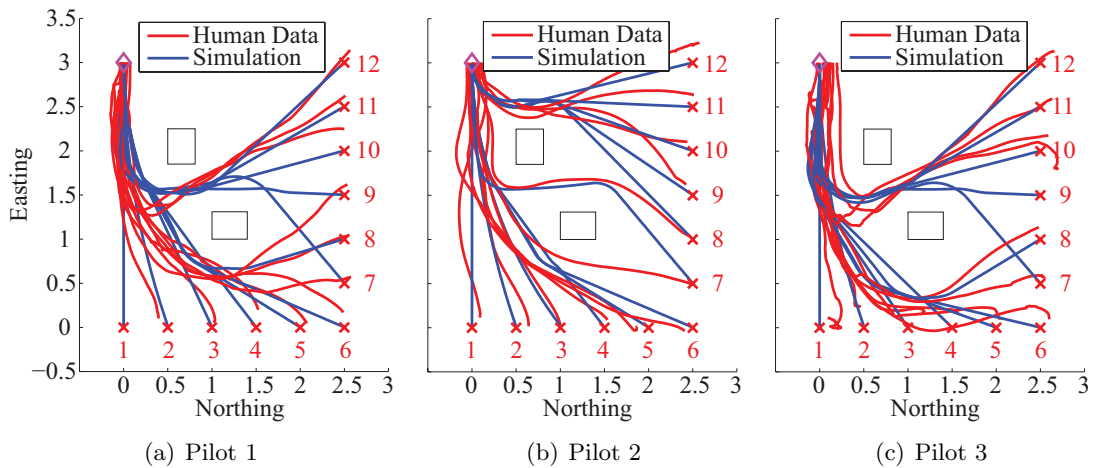 3.5
3
2.5
2
1.5
1
0.5
0
−0.5
Easting
Human Data
Simulation
12
11
10
9
8
7
1 2 3 4 5 6
0 0.5 1 1.5 2 2.5 3
Northing
(a) Pilot 1
Human Data
Simulation
12
11
10
9
8
7
1 2 3 4 5 6
0 0.5 1 1.5 2 2.5 3
Northing
(b) Pilot 2
Human Data
Simulation
12
11
10
9
8
7
1 2 3 4 5 6
0 0.5 1 1.5 2 2.5 3
Northing
(c) Pilot 3